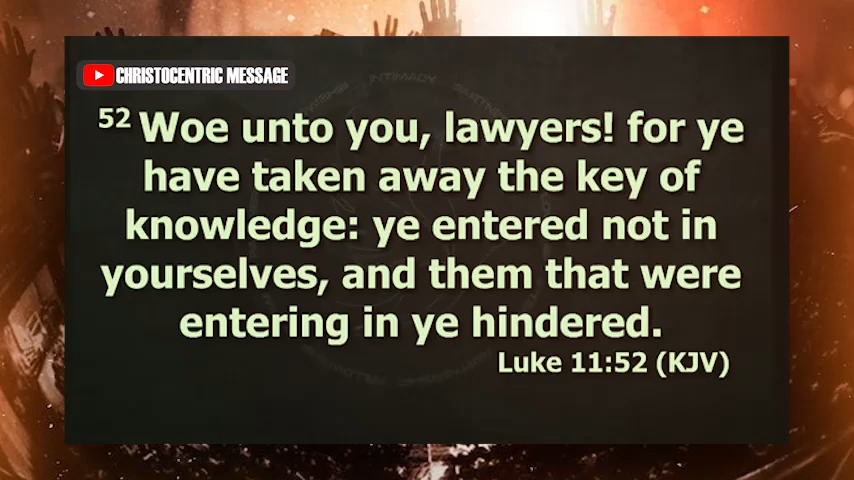 CHRISTOCENTRIC MESSAGE
52 Woe unto you, lawyers! for ye
have taken away the key of
knowledge: ye entered not in
yourselves, and them that were
entering in ye hindered.
Luke 11:52 (KJV)
INTIMACY